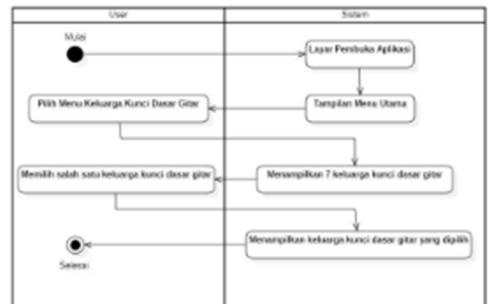 User
Sistem
Mulai
Layar Pembuka Aplikasi
Pilih Menu Keluarga Kunci Dasar Gitar
Tampilan Menu Utama
Memilih salah satu keluarga kunci dasar gitar
Menampilkan 7 keluarga kunci dasar gitar
Menampilkan keluarga kunci dasar gitar yang dipilih
Selesai